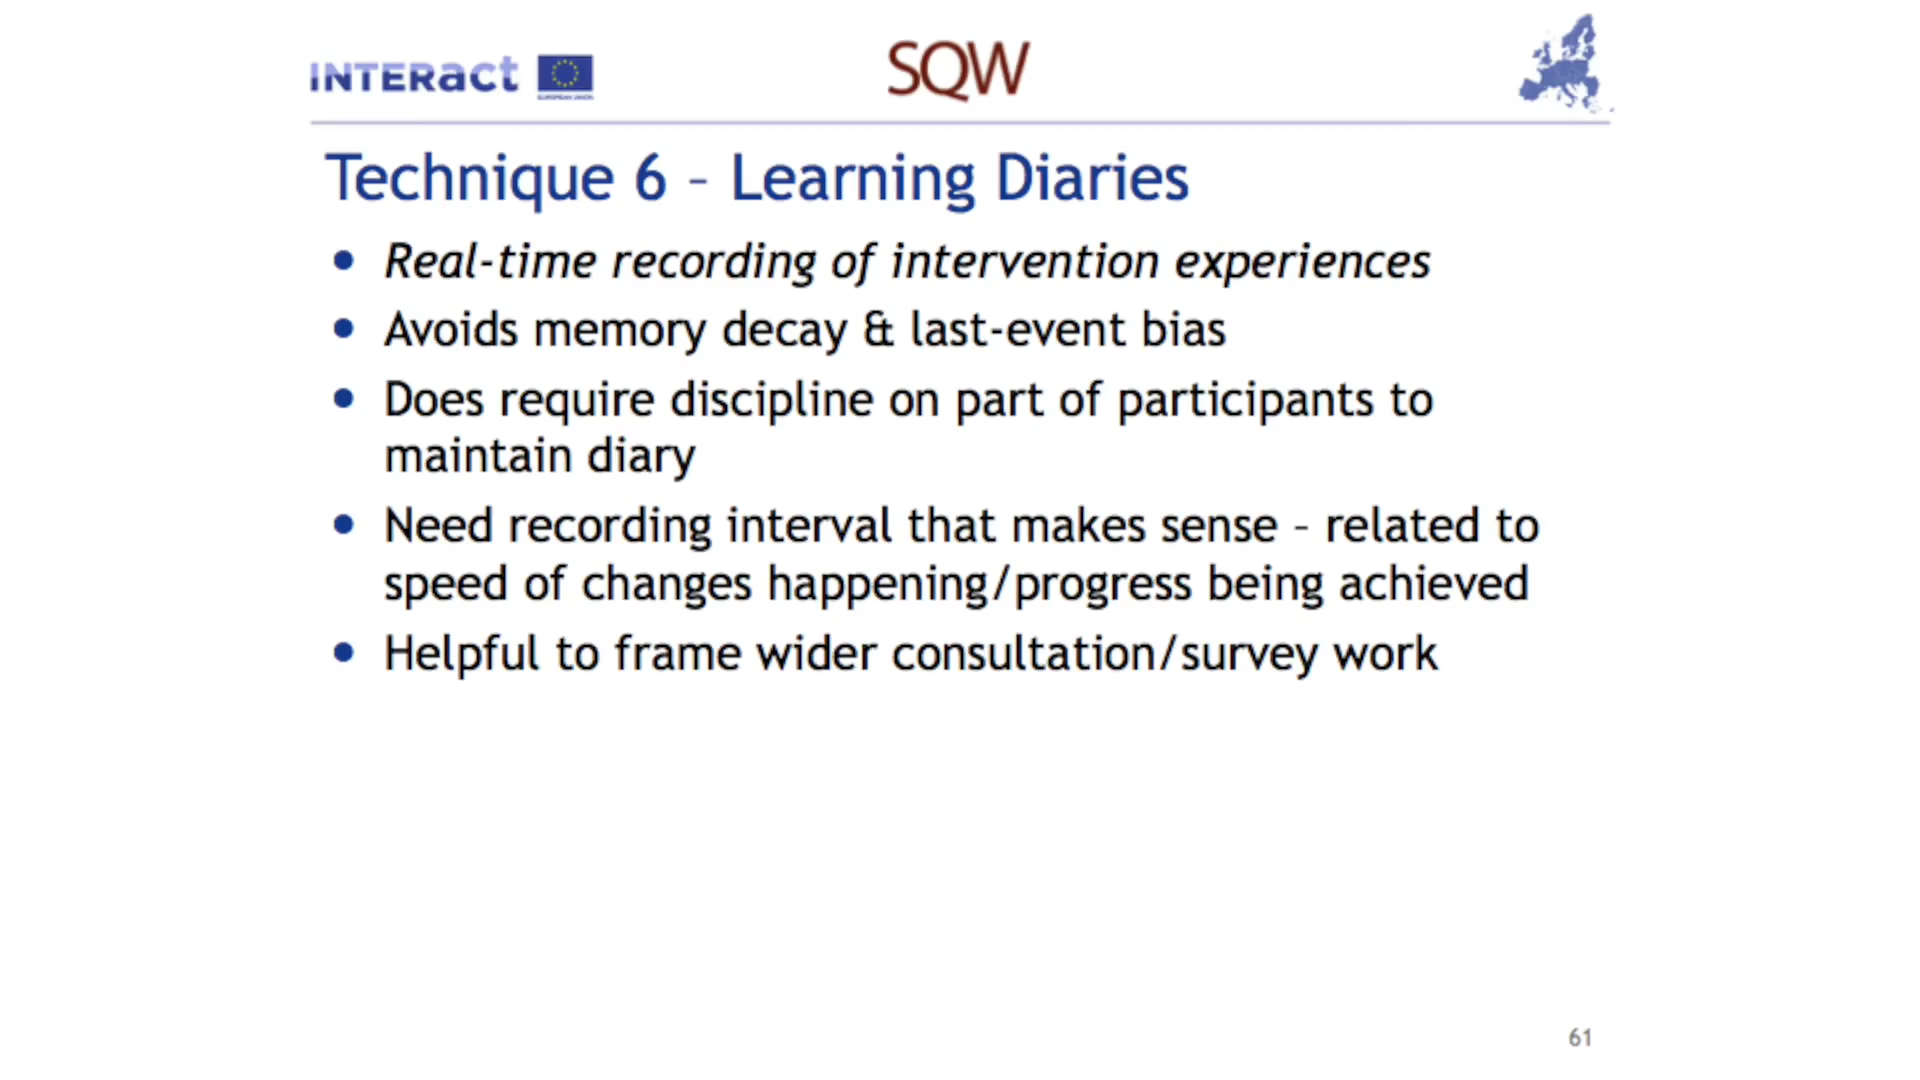 INTERact
EUROPEAN UNION
SQW
Technique 6 – Learning Diaries
• Real-time recording of intervention experiences
• Avoids memory decay & last-event bias
• Does require discipline on part of participants to
maintain diary
• Need recording interval that makes sense – related to
speed of changes happening/progress being achieved
• Helpful to frame wider consultation/survey work
61